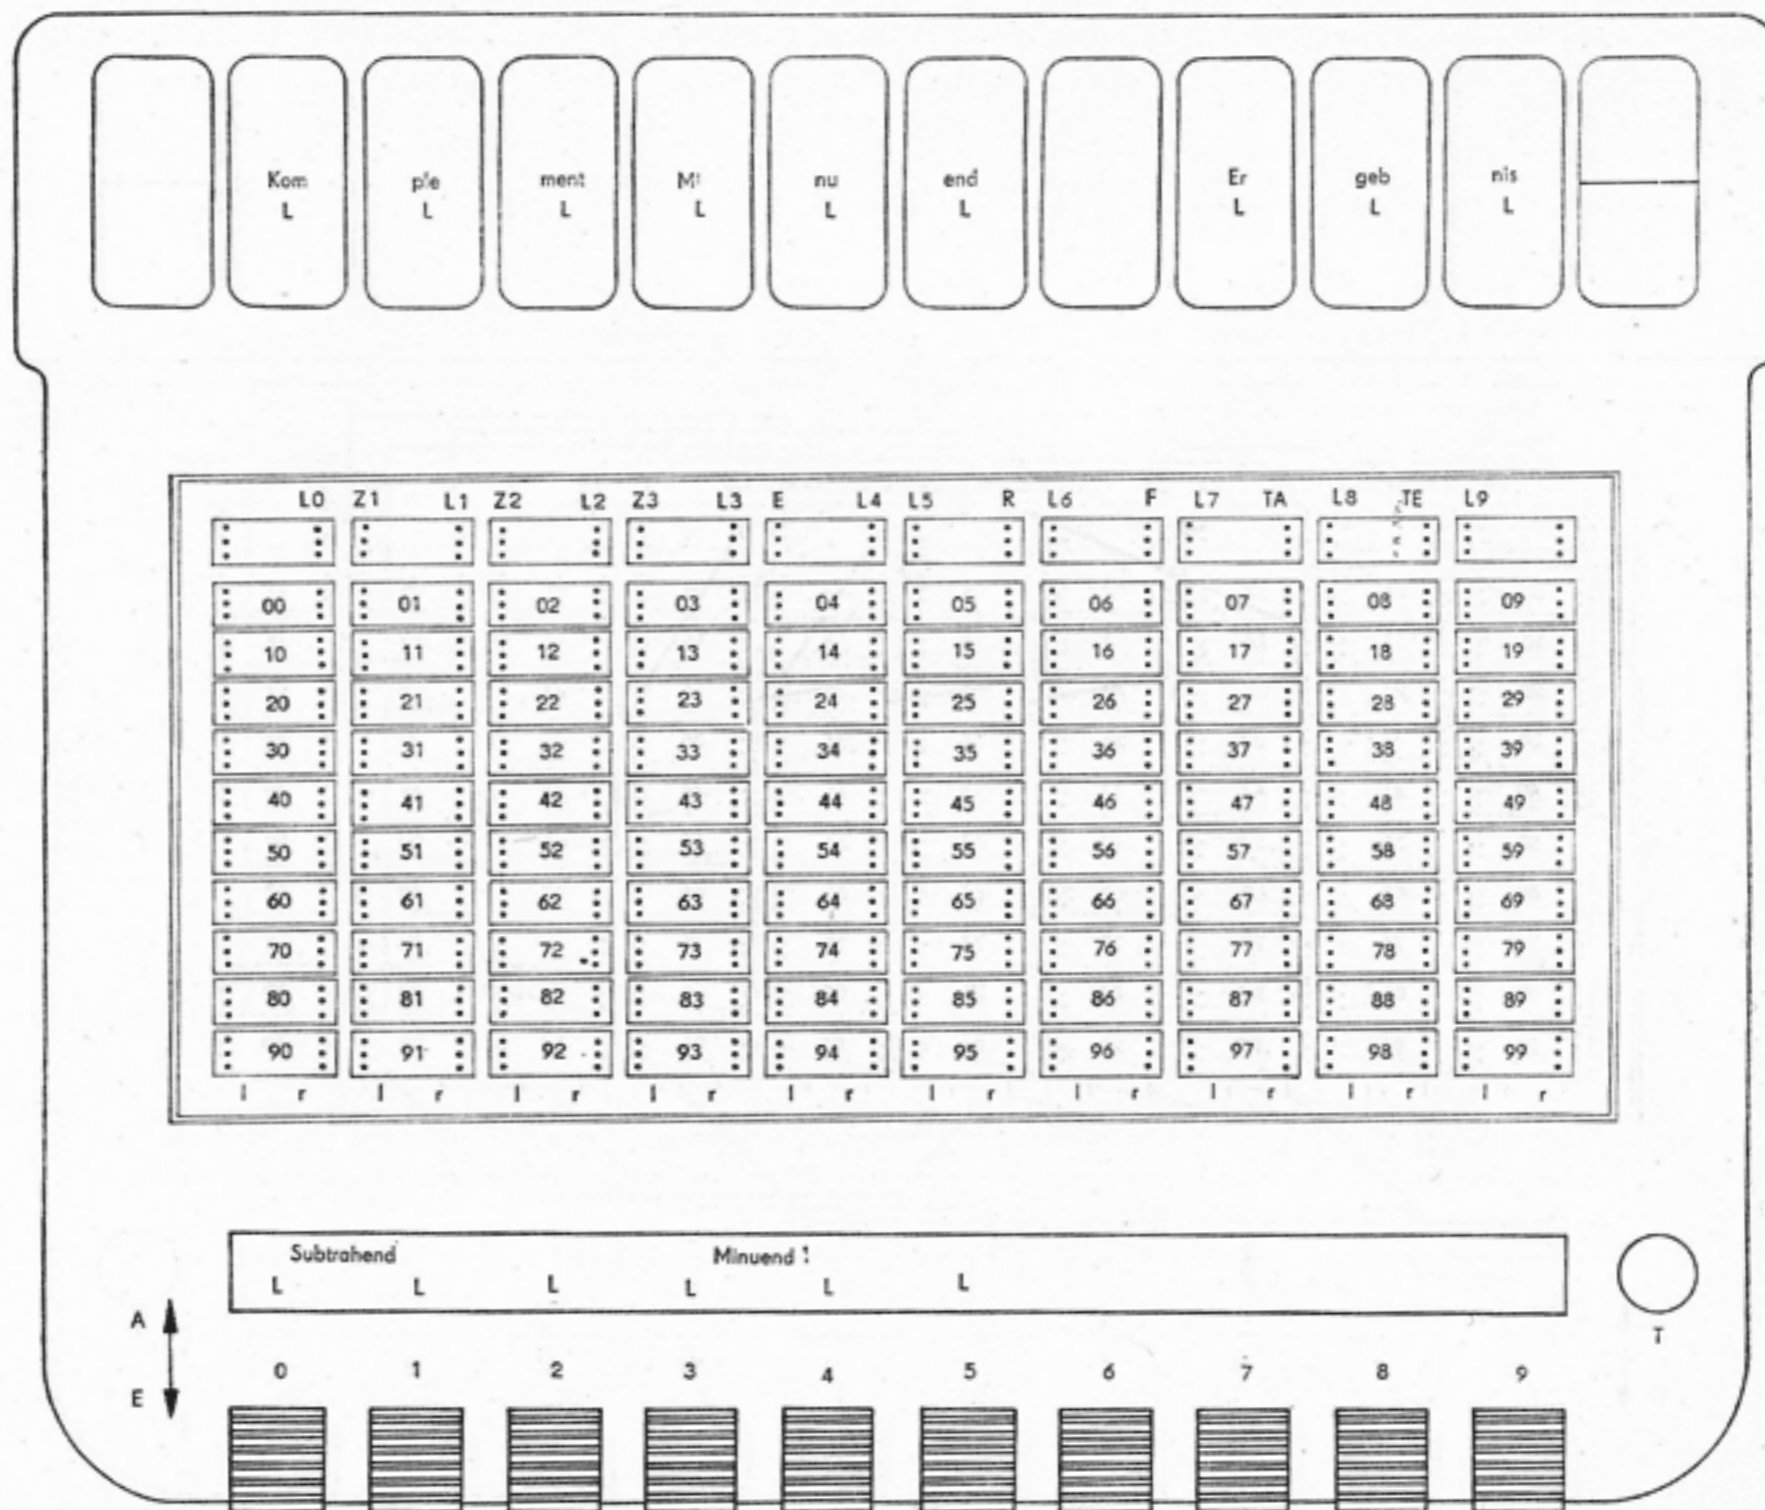 Kom ple ment Mi nu end Er geb nis
L L L L L L L L L
L0 Z1 L1 Z2 L2 Z3 L3 E L4 L5 R L6 F L7 TA L8 TE L9
00 01 02 03 04 05 06 07 08 09
10 11 12 13 14 15 16 17 18 19
20 21 22 23 24 25 26 27 28 29
30 31 32 33 34 35 36 37 38 39
40 41 42 43 44 45 46 47 48 49
50 51 52 53 54 55 56 57 58 59
60 61 62 63 64 65 66 67 68 69
70 71 72 73 74 75 76 77 78 79
80 81 82 83 84 85 86 87 88 89
90 91 92 93 94 95 96 97 98 99
l r l r l r l r l r l r l r l r l r l r
Subtrahend Minuend
L L L L L L
A T
0 1 2 3 4 5 6 7 8 9
E